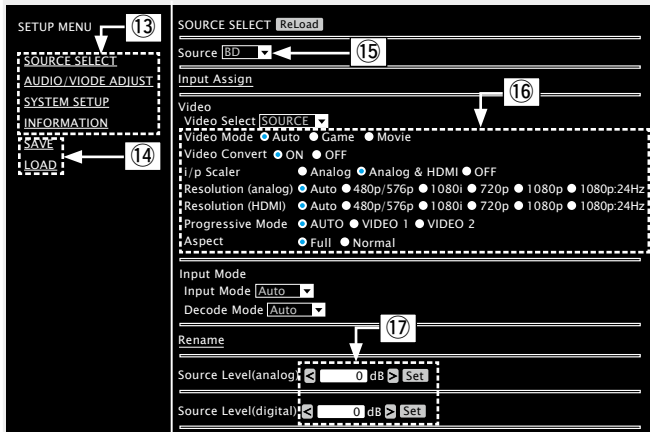 SETUP MENU ⑬
SOURCE SELECT
AUDIO/VIODE ADJUST
SYSTEM SETUP
INFORMATION
SAVE
LOAD
⑭
SOURCE SELECT ReLoad
Source BD ⑮
Input Assign
⑯
Video
Video Select SOURCE
Video Mode Auto Game Movie
Video Convert ON OFF
i/p Scaler Analog Analog & HDMI OFF
Resolution (analog) Auto 480p/576p 1080i 720p 1080p 1080p:24Hz
Resolution (HDMI) Auto 480p/576p 1080i 720p 1080p 1080p:24Hz
Progressive Mode AUTO VIDEO 1 VIDEO 2
Aspect Full Normal
Input Mode
Input Mode Auto
Decode Mode Auto
⑰
Rename
Source Level(analog) < 0 dB > Set
Source Level(digital) < 0 dB > Set